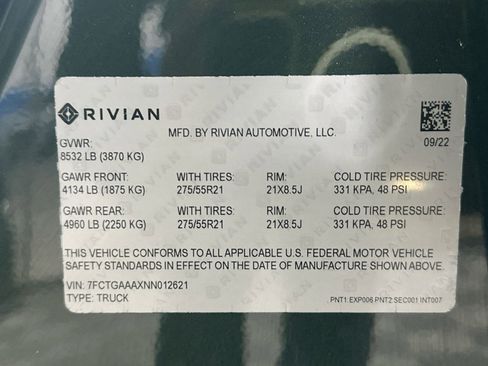 RIVIAN
MFD. BY RIVIAN AUTOMOTIVE, LLC.
09/22
GVWR:
8532 LB (3870 KG)
GAWR FRONT: WITH TIRES: RIM: COLD TIRE PRESSURE:
4134 LB (1875 KG) 275/55R21 21X8.5J 331 KPA, 48 PSI
GAWR REAR: WITH TIRES: RIM: COLD TIRE PRESSURE:
4960 LB (2250 KG) 275/55R21 21X8.5J 331 KPA, 48 PSI
THIS VEHICLE CONFORMS TO ALL APPLICABLE U.S. FEDERAL MOTOR VEHICLE
SAFETY STANDARDS IN EFFECT ON THE DATE OF MANUFACTURE SHOWN ABOVE.
VIN: 7FCTGAAAXNN012621
TYPE: TRUCK
PNT1:EXP006 PNT2:SEC001 INT007